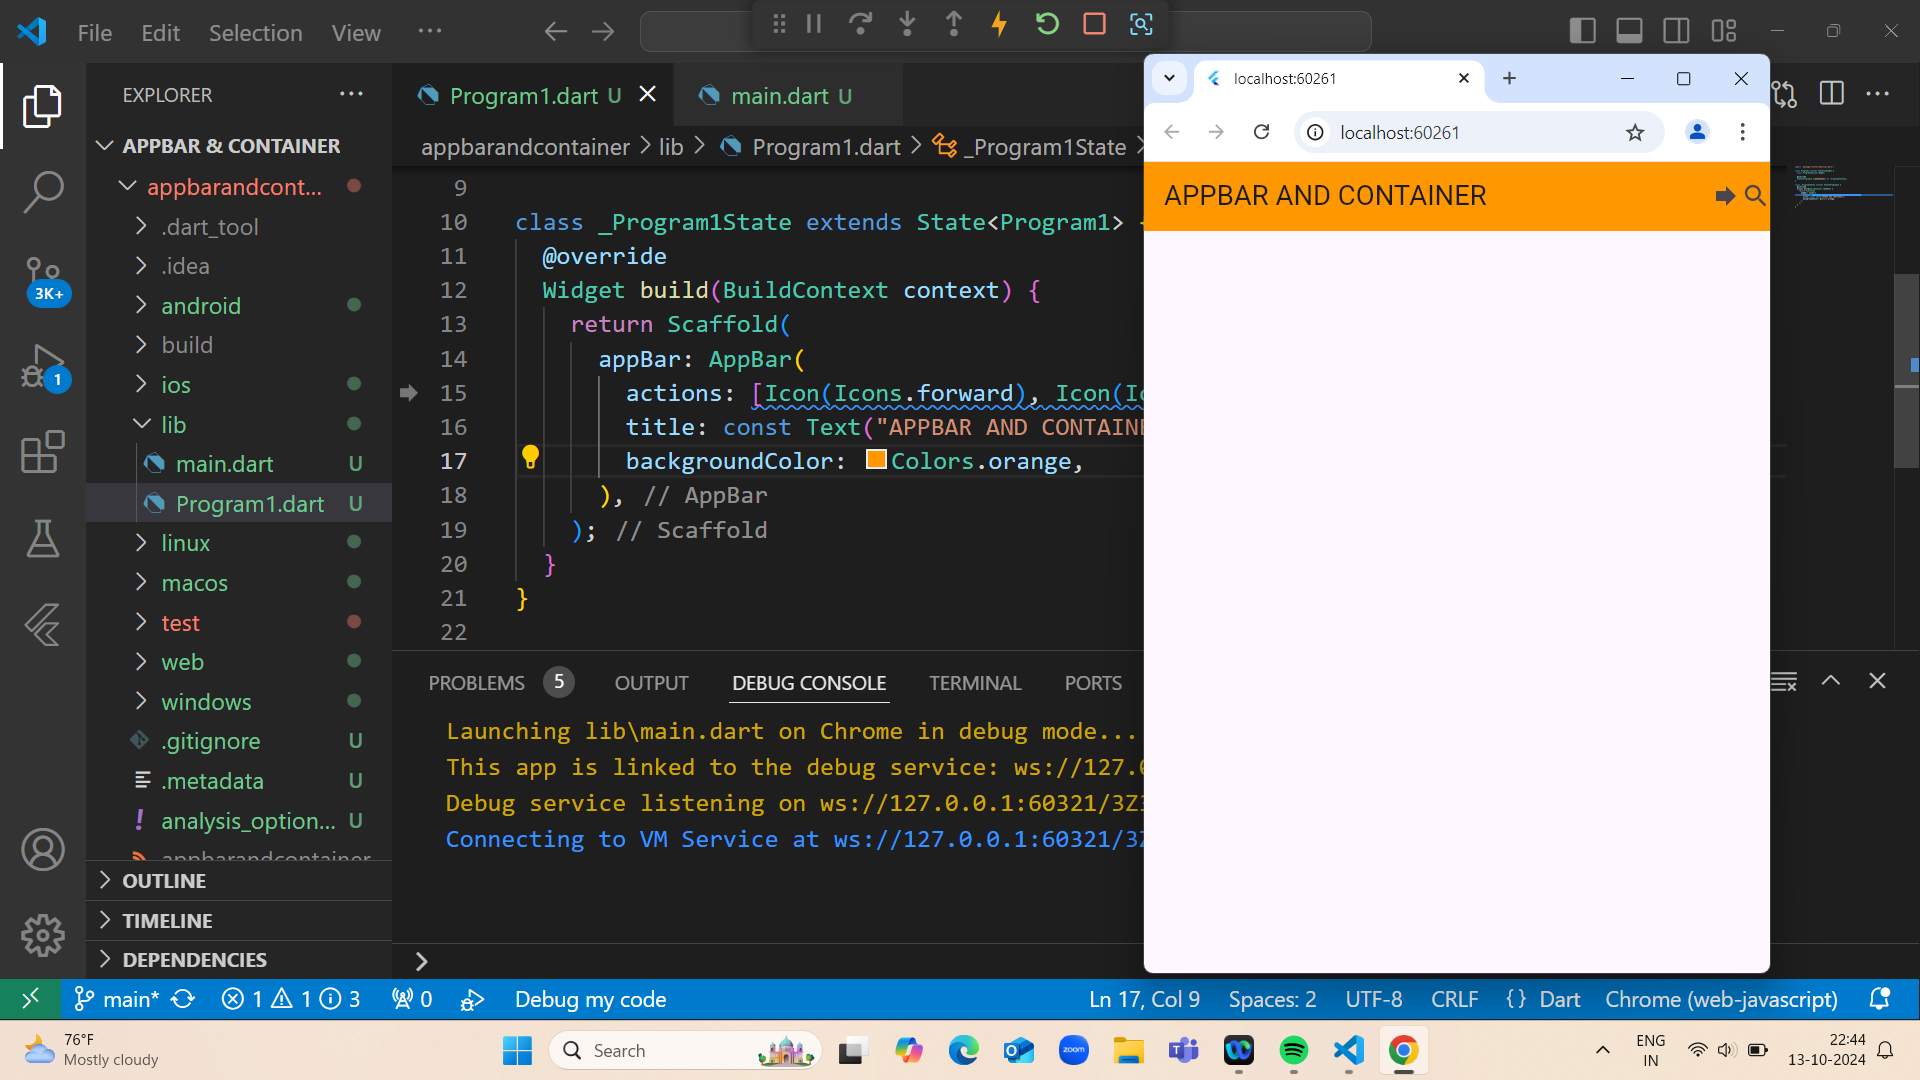 File Edit Selection View ...
EXPLORER
APPBAR & CONTAINER
appbarandcont...
.dart_tool
.idea
android
build
ios
lib
main.dart U
Program1.dart U
linux
macos
test
web
windows
.gitignore U
.metadata U
analysis_option... U
appbarandcontainer
OUTLINE
TIMELINE
DEPENDENCIES
3K+
1
Program1.dart U
main.dart U
appbarandcontainer > lib > Program1.dart > _Program1State >
9
10 class _Program1State extends State<Program1> {
11 @override
12 Widget build(BuildContext context) {
13 return Scaffold(
14 appBar: AppBar(
15 actions: [Icon(Icons.forward), Icon(Ic
16 title: const Text("APPBAR AND CONTAINE
17 backgroundColor: Colors.orange,
18 ), // AppBar
19 ); // Scaffold
20 }
21 }
22
PROBLEMS 5 OUTPUT DEBUG CONSOLE TERMINAL PORTS
Launching lib\main.dart on Chrome in debug mode...
This app is linked to the debug service: ws://127.0
Debug service listening on ws://127.0.0.1:60321/3Z
Connecting to VM Service at ws://127.0.0.1:60321/3Z
localhost:60261
localhost:60261
APPBAR AND CONTAINER
main* 1 1 3 0 Debug my code Ln 17, Col 9 Spaces: 2 UTF-8 CRLF {} Dart Chrome (web-javascript)
76°F
Mostly cloudy
Search
zoom
ENG
IN
22:44
13-10-2024